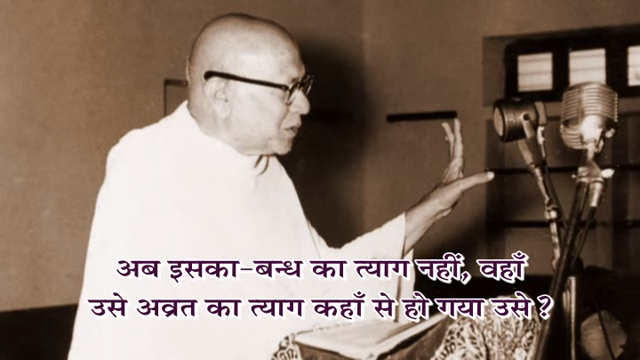 अब इसका-बन्ध का त्याग नहीं, वहाँ
उसे अव्रत का त्याग कहाँ से हो गया उसे ?